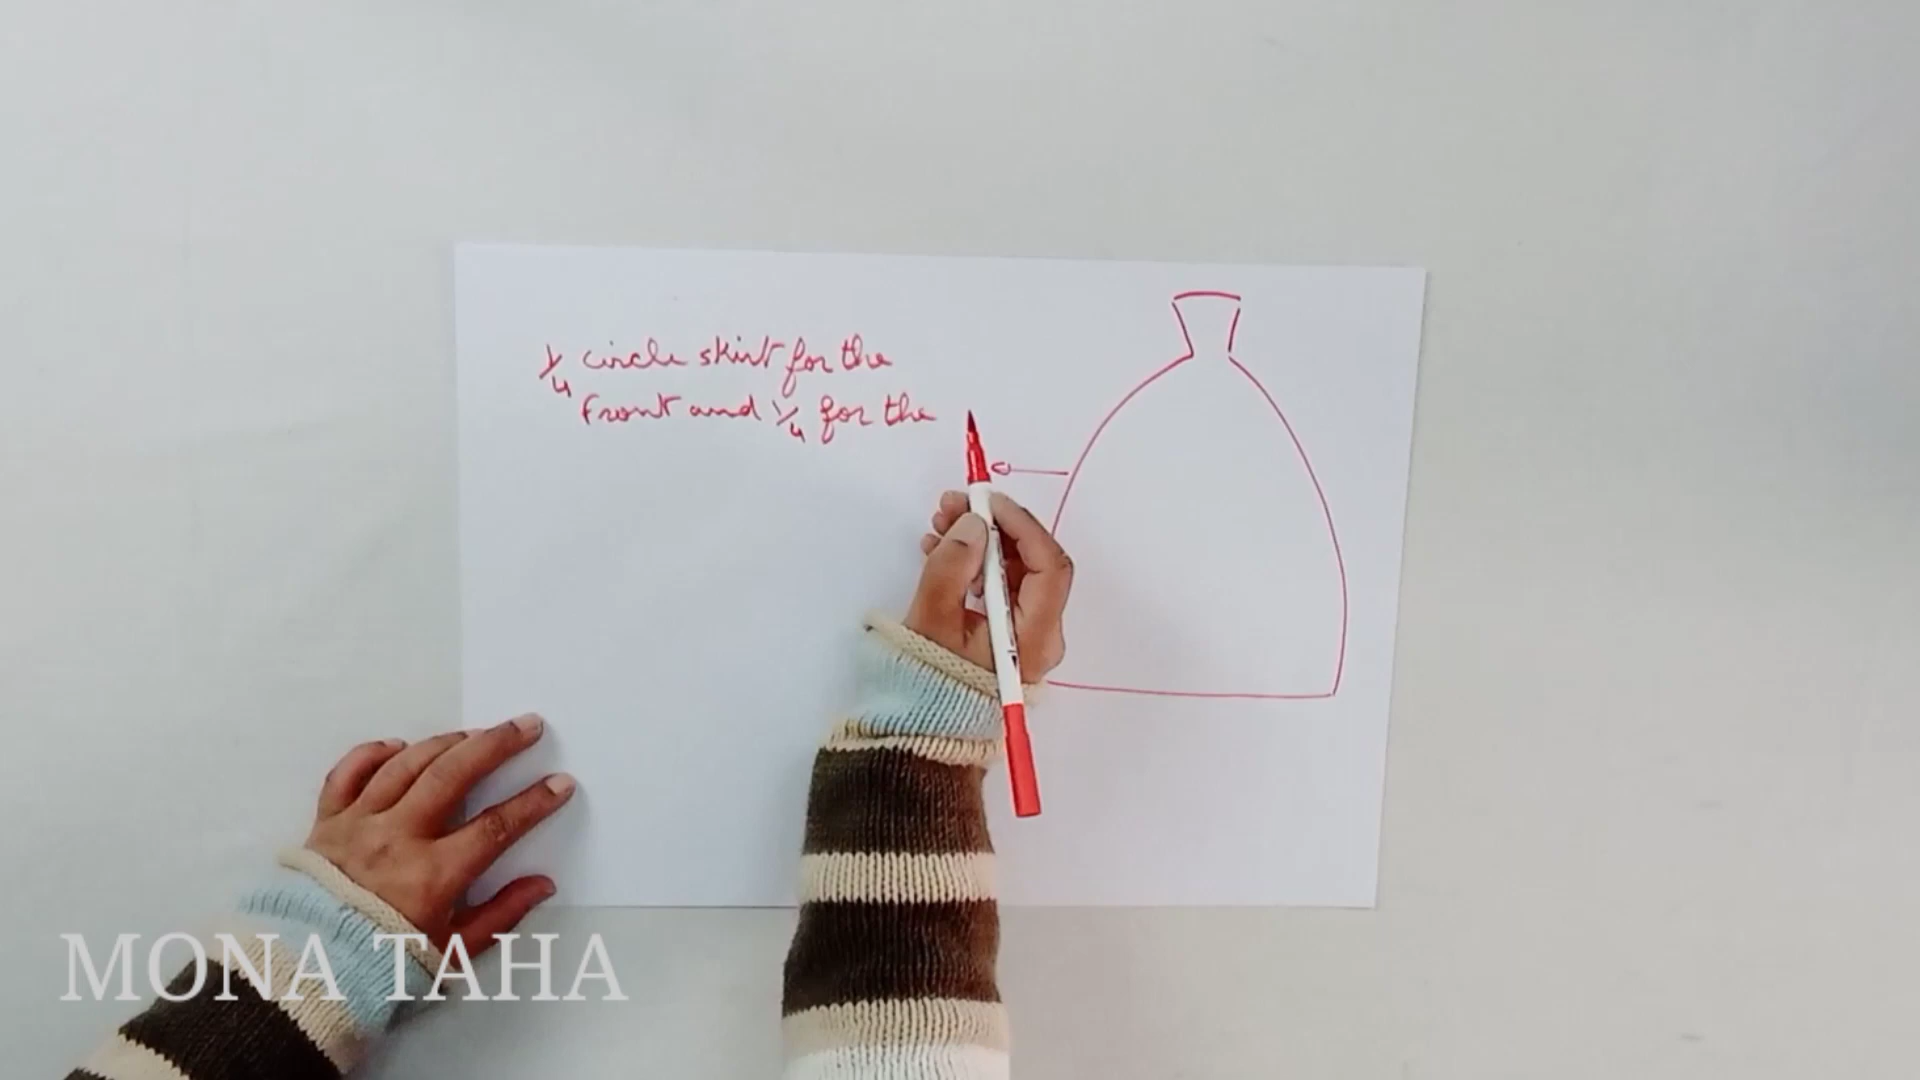 1/4 circle skirt for the
front and 1/4 for the
MONA TAHA